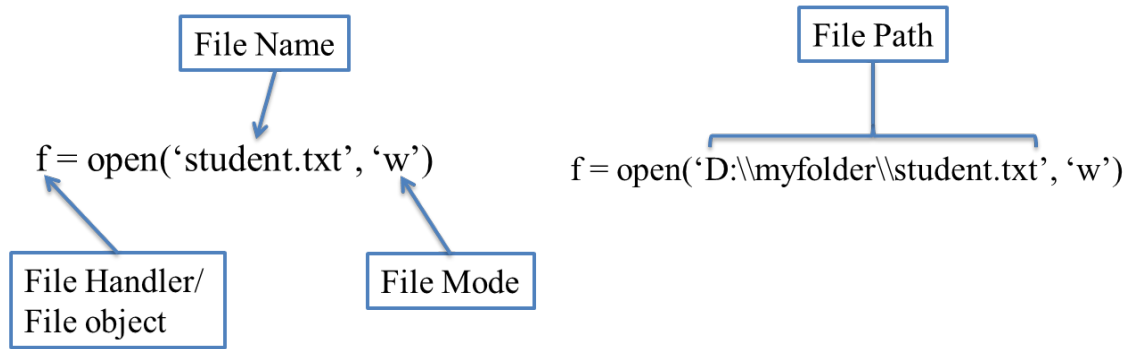 File Name
f = open(‘student.txt’, ‘w’)
File Handler/
File object
File Mode
File Path
f = open(‘D:\\myfolder\\student.txt’, ‘w’)